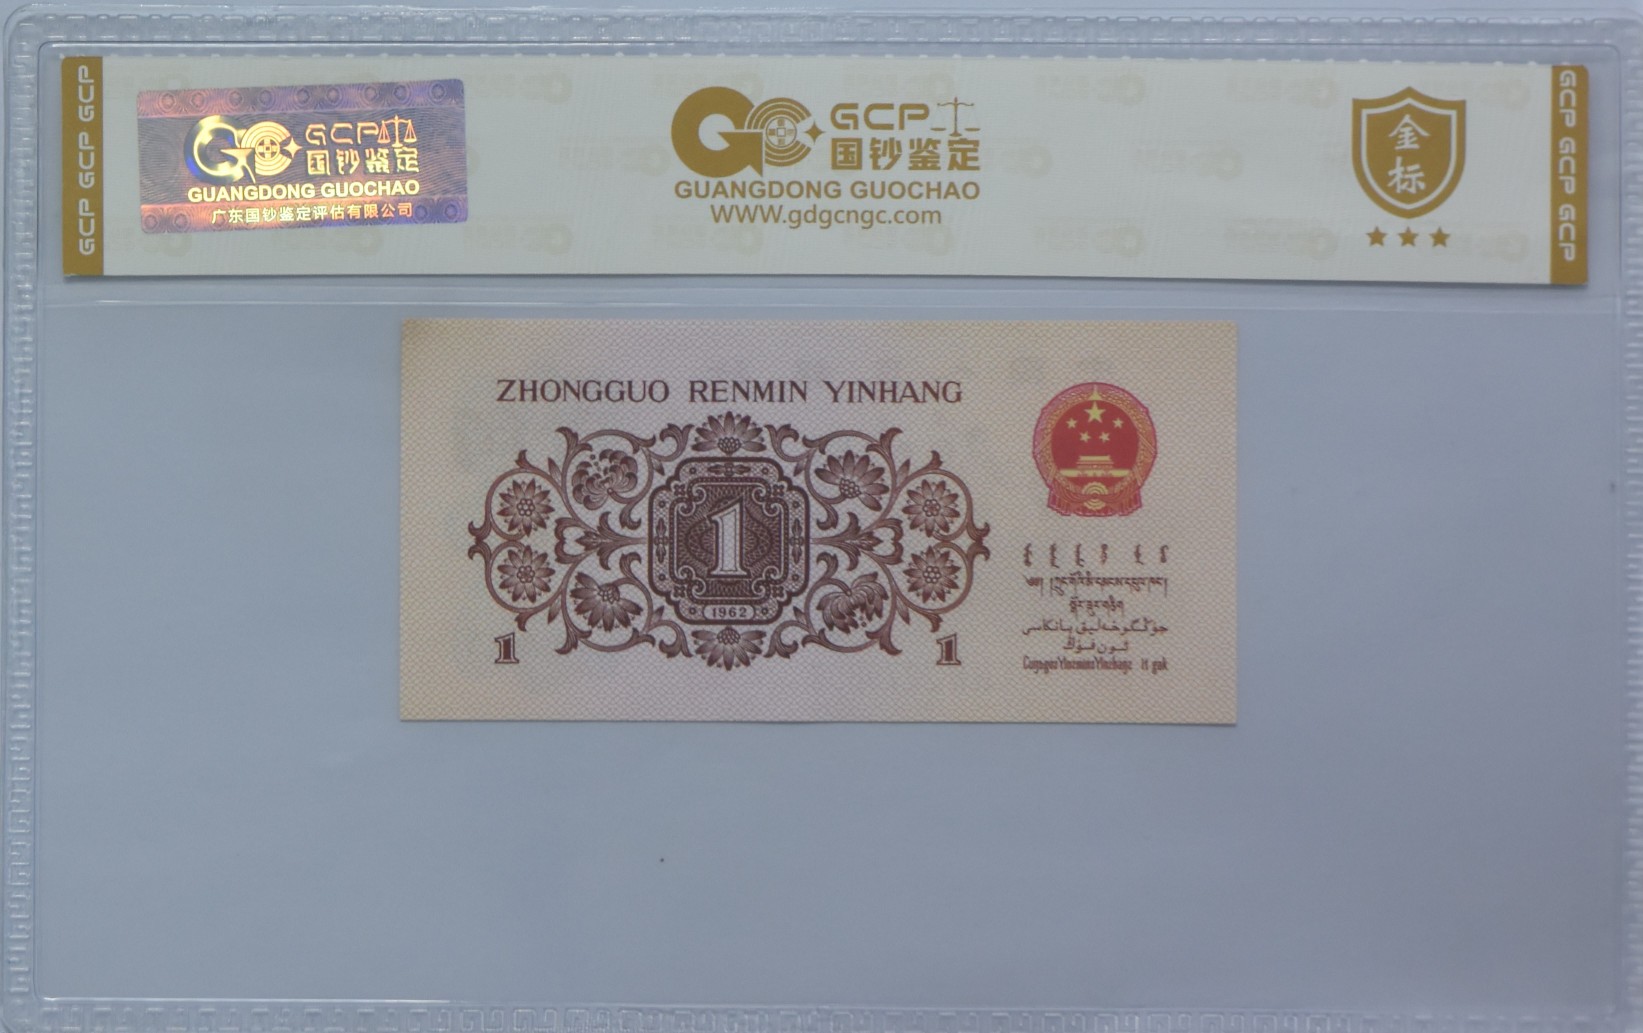 GCP GCP GCP
GCP
国钞鉴定
GUANGDONG GUOCHAO
广东国钞鉴定评估有限公司
GCP
国钞鉴定
GUANGDONG GUOCHAO
WWW.gdgcngc.com
金标
GCP GCP GCP
ZHONGGUO RENMIN YINHANG
1
1962
1
1